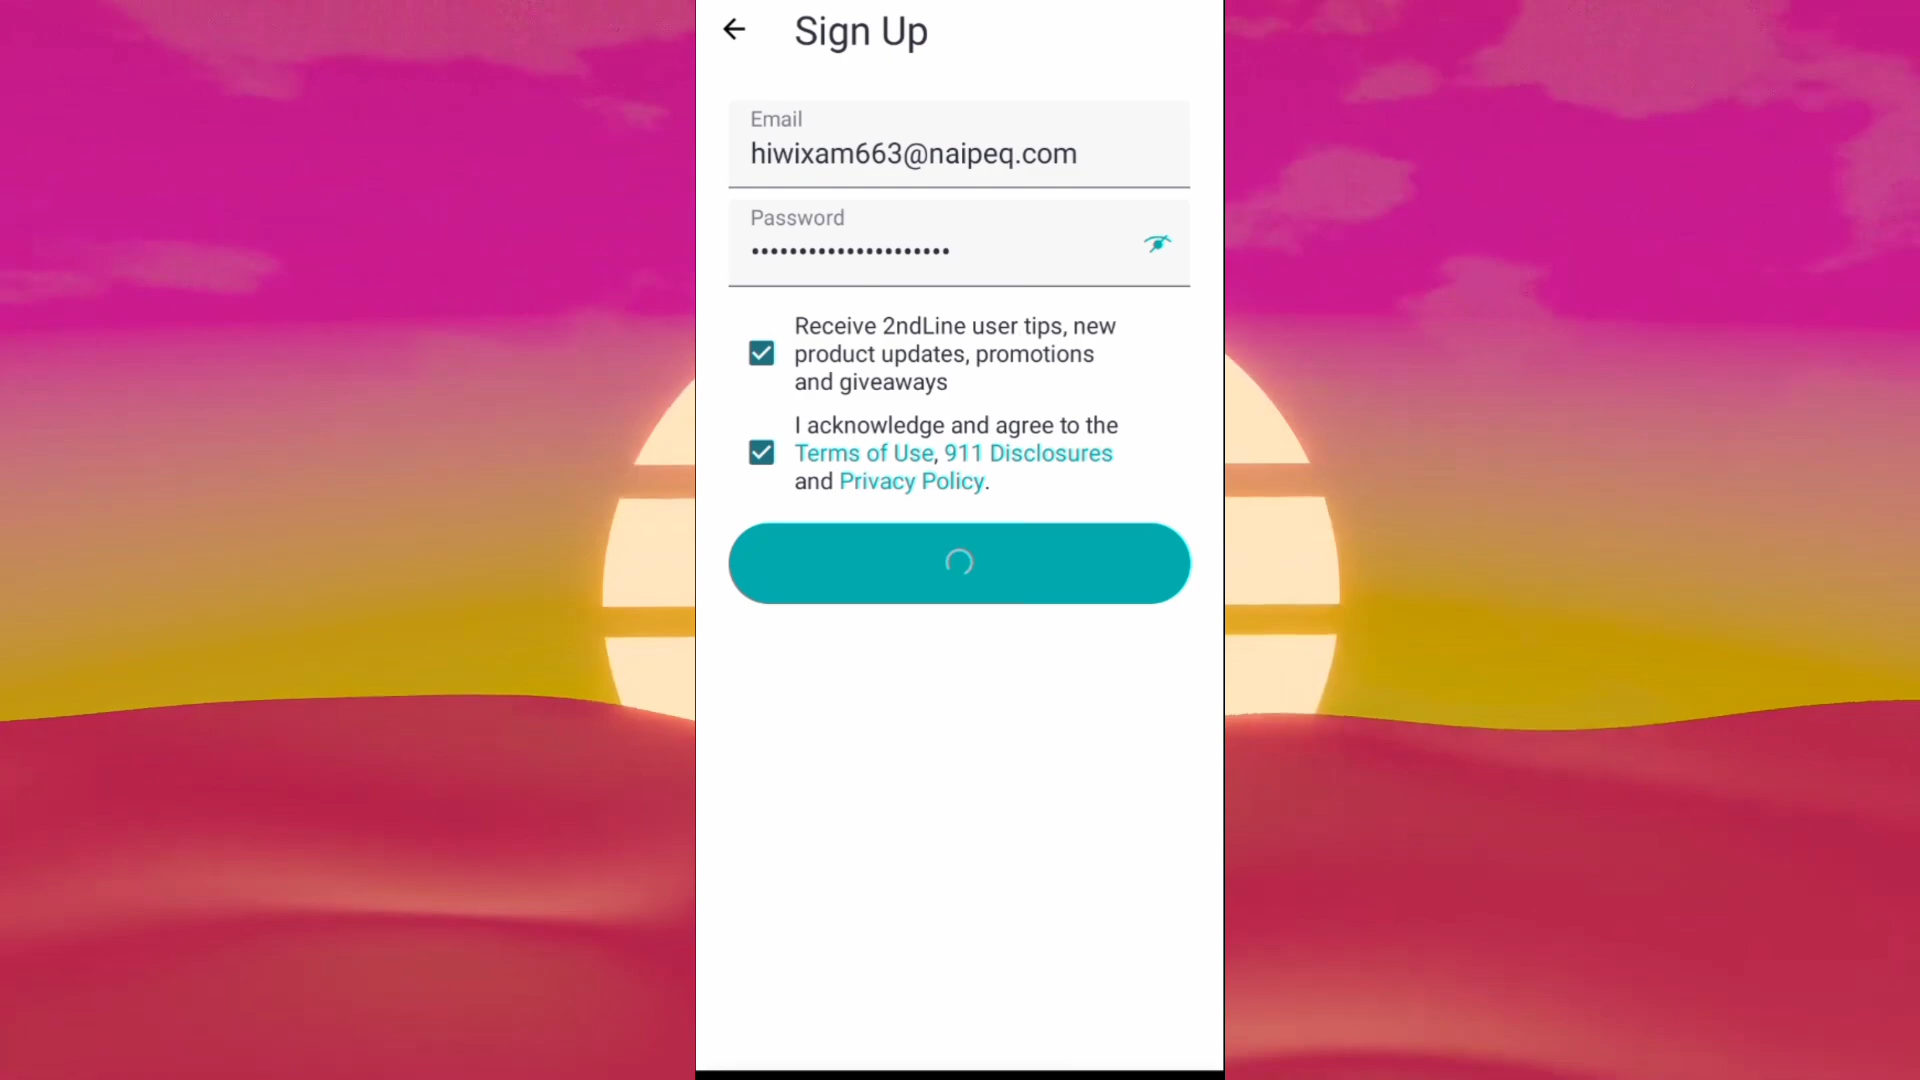 Sign Up
Email
hiwixam663@naipeq.com
Password
Receive 2ndLine user tips, new
product updates, promotions
and giveaways
I acknowledge and agree to the
Terms of Use, 911 Disclosures
and Privacy Policy.